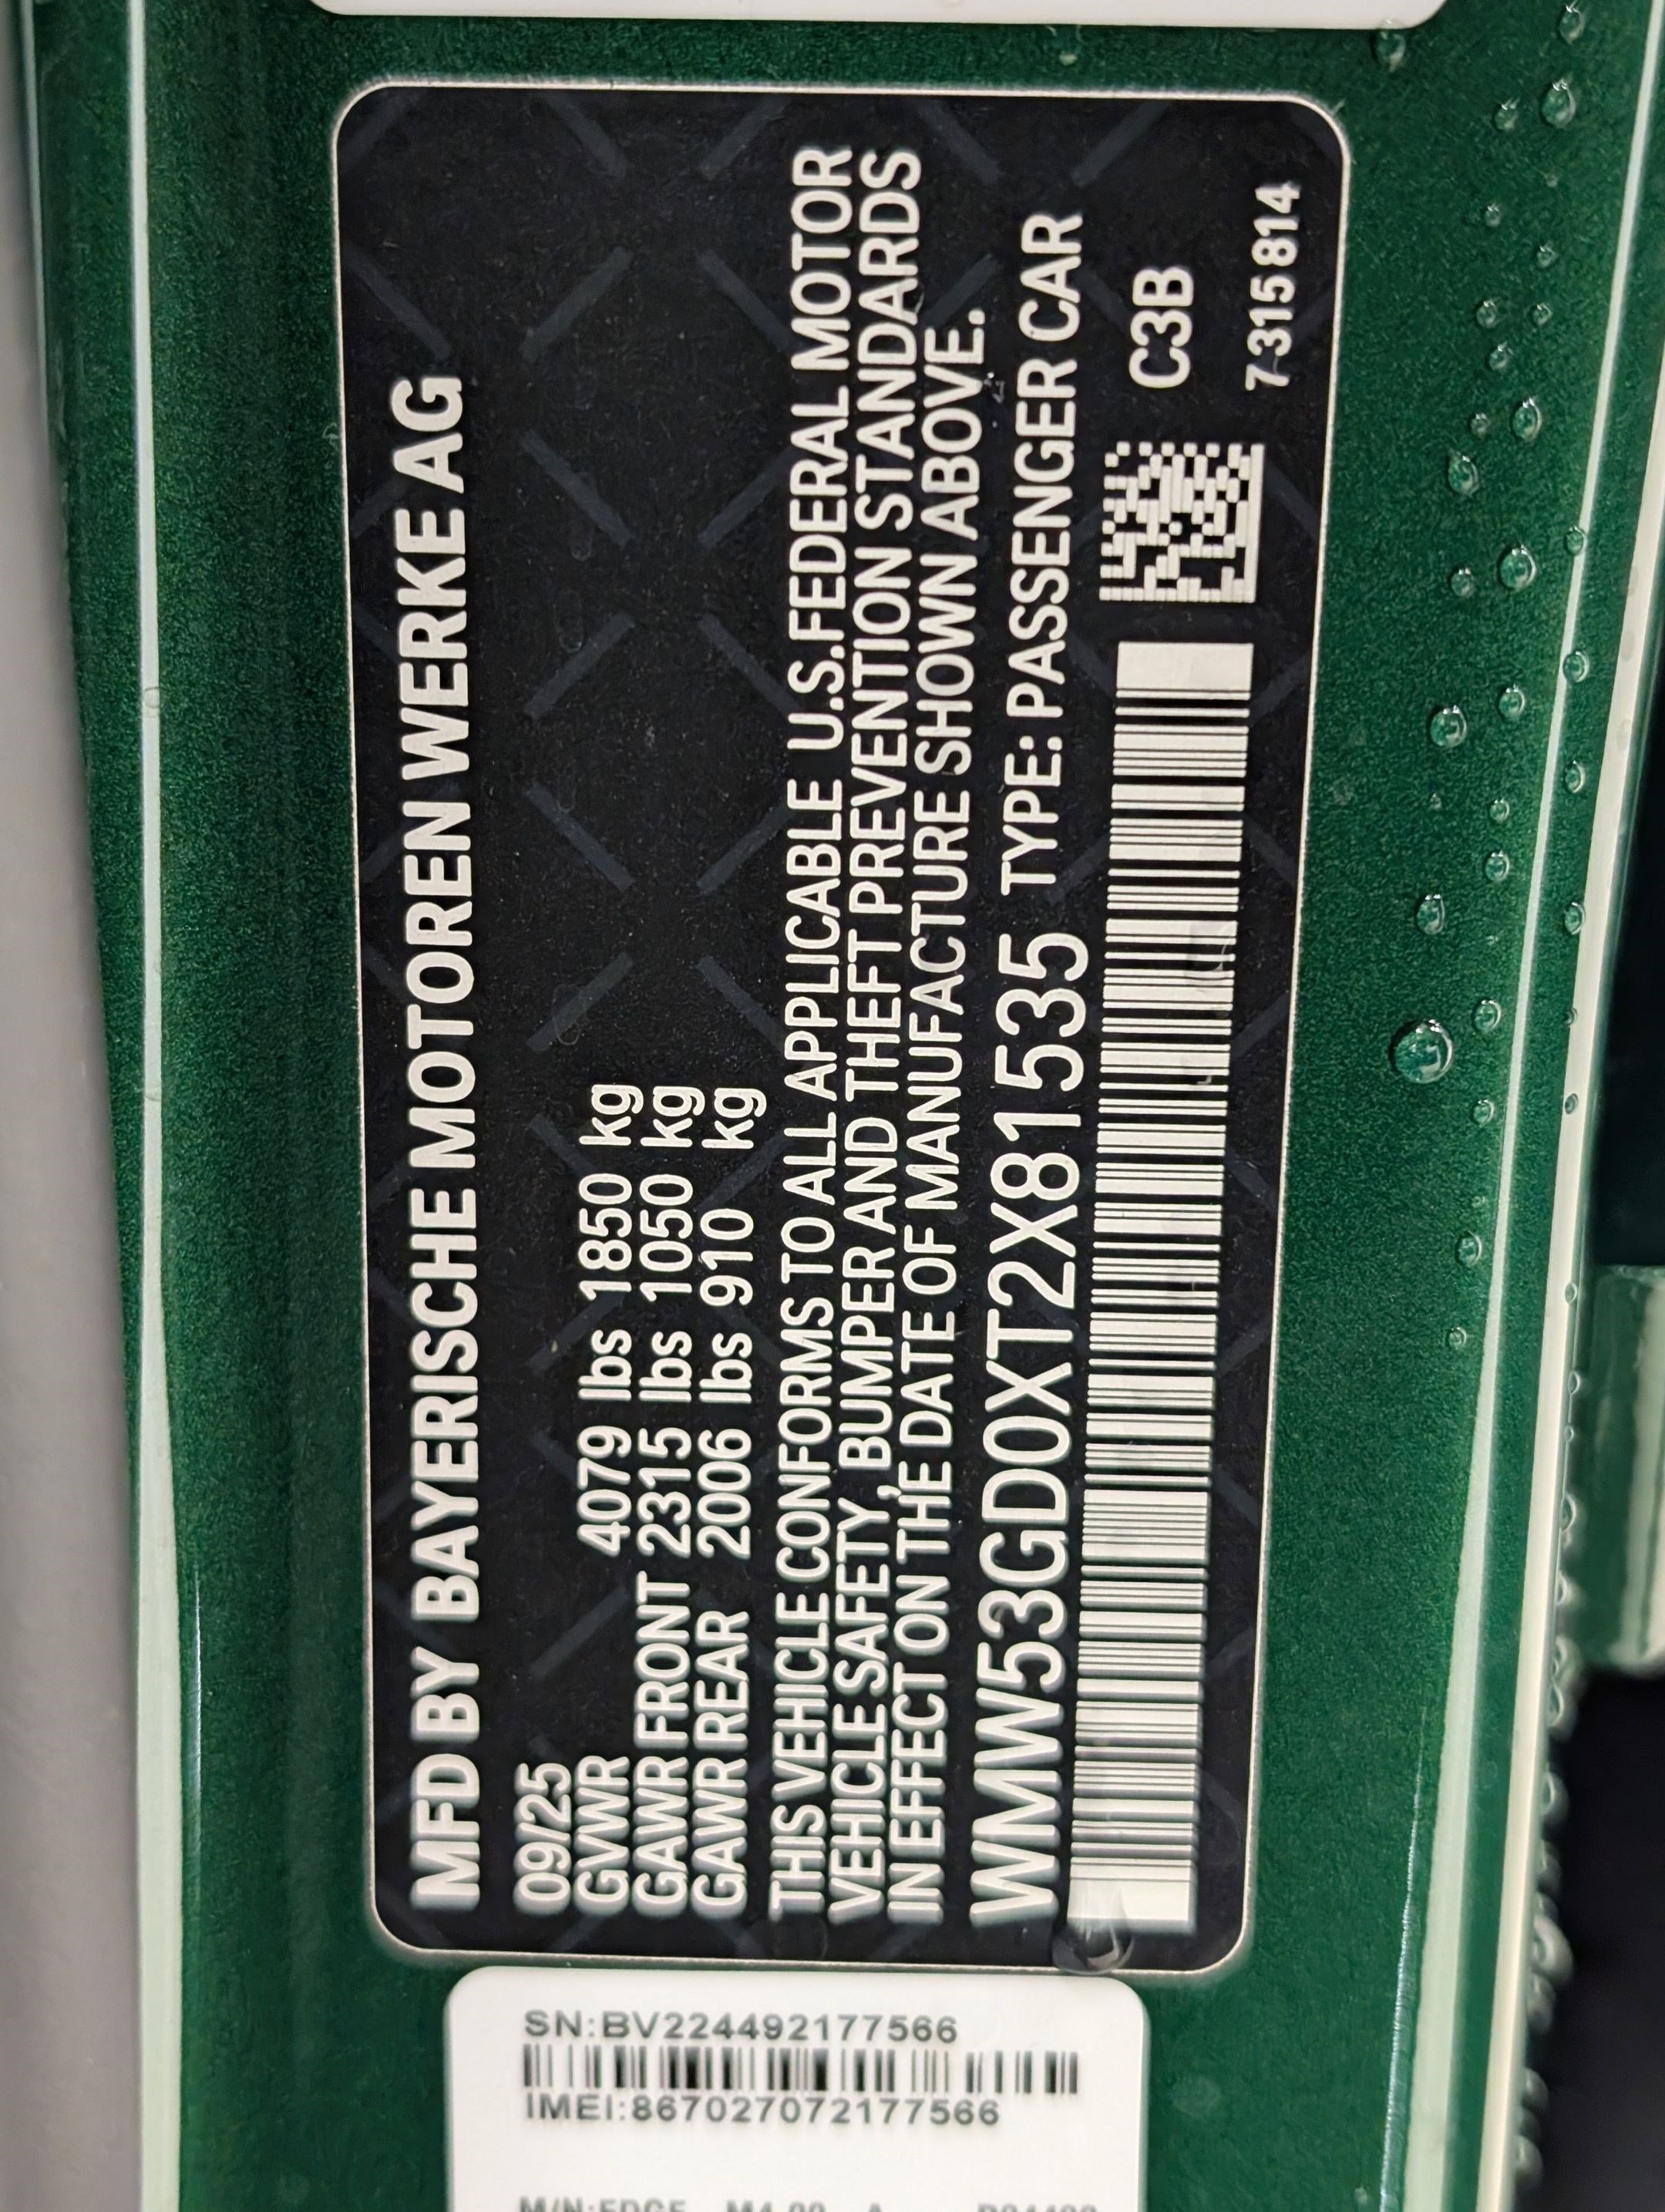 MFD BY BAYERISCHE MOTOREN WERKE AG
09/25
GVWR 4079 lbs 1850 kg
GAWR FRONT 2315 lbs 1050 kg
GAWR REAR 2006 lbs 910 kg
THIS VEHICLE CONFORMS TO ALL APPLICABLE U.S.FEDERAL MOTOR
VEHICLE SAFETY, BUMPER AND THEFT PREVENTION STANDARDS
IN EFFECT ON THE DATE OF MANUFACTURE SHOWN ABOVE.
WMW53GD0XT2X81535 TYPE: PASSENGER CAR
C3B
7 315 814
SN:BV224492177566
IMEI:867027072177566